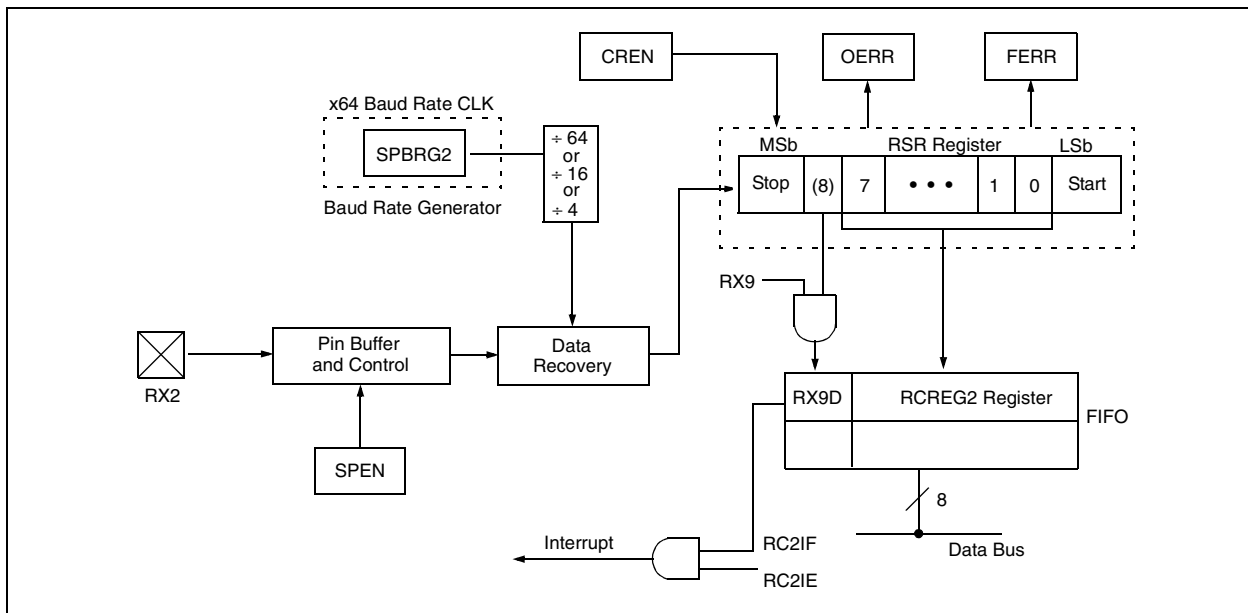 CREN
OERR
FERR
x64 Baud Rate CLK
SPBRG2
Baud Rate Generator
÷ 64
or
÷ 16
or
÷ 4
MSb
RSR Register
LSb
Stop
(8)
7
• • •
1
0
Start
RX9
RX2
Pin Buffer
and Control
Data
Recovery
SPEN
RX9D
RCREG2 Register
FIFO
8
Data Bus
Interrupt
RC2IF
RC2IE